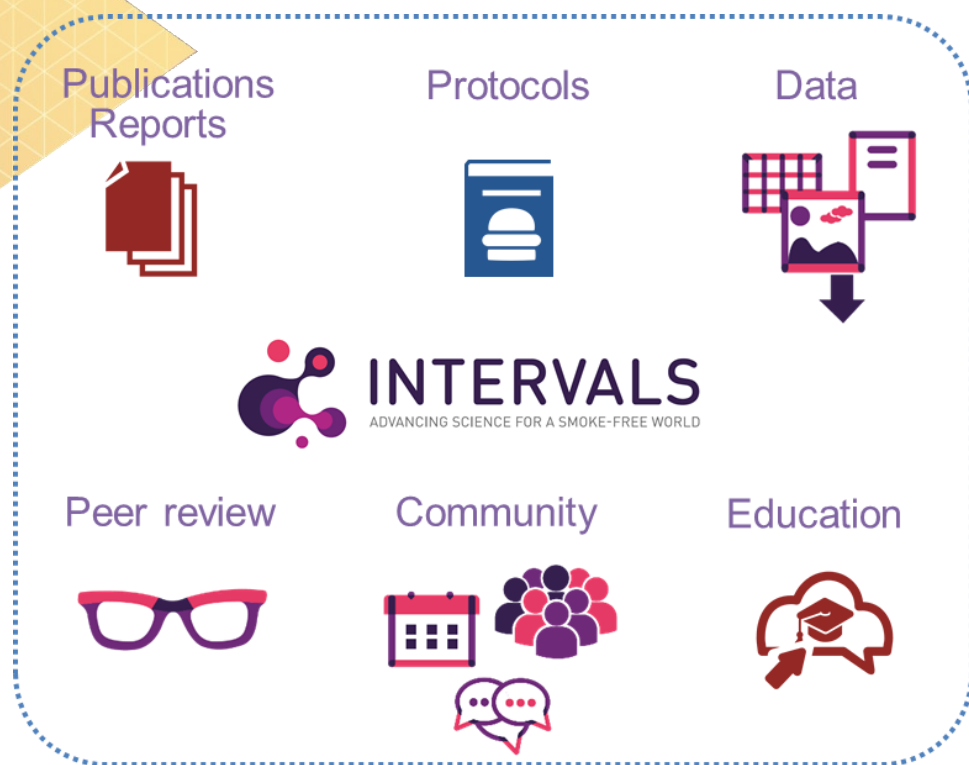 Publications
Reports
Protocols
Data
INTERVALS
ADVANCING SCIENCE FOR A SMOKE-FREE WORLD
Peer review
Community
Education